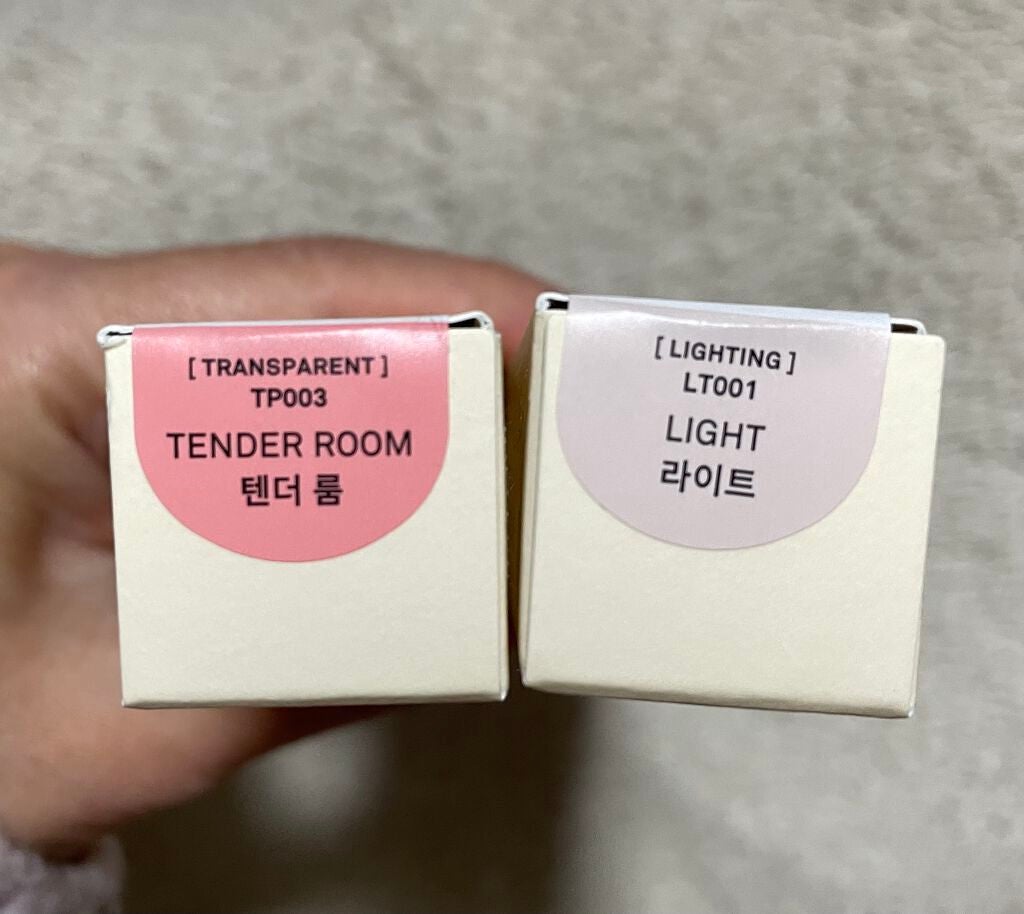 [ TRANSPARENT ]
TP003
TENDER ROOM
텐더 룸
[ LIGHTING ]
LT001
LIGHT
라이트